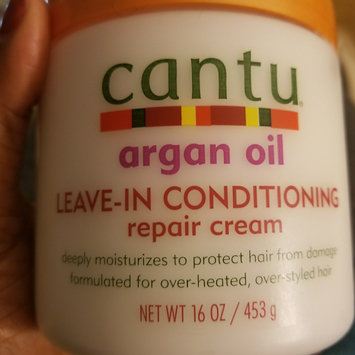 cantu
argan oil
LEAVE-IN CONDITIONING
repair cream
deeply moisturizes to protect hair from damage
formulated for over-heated, over-styled hair
NET WT 16 OZ / 453 g